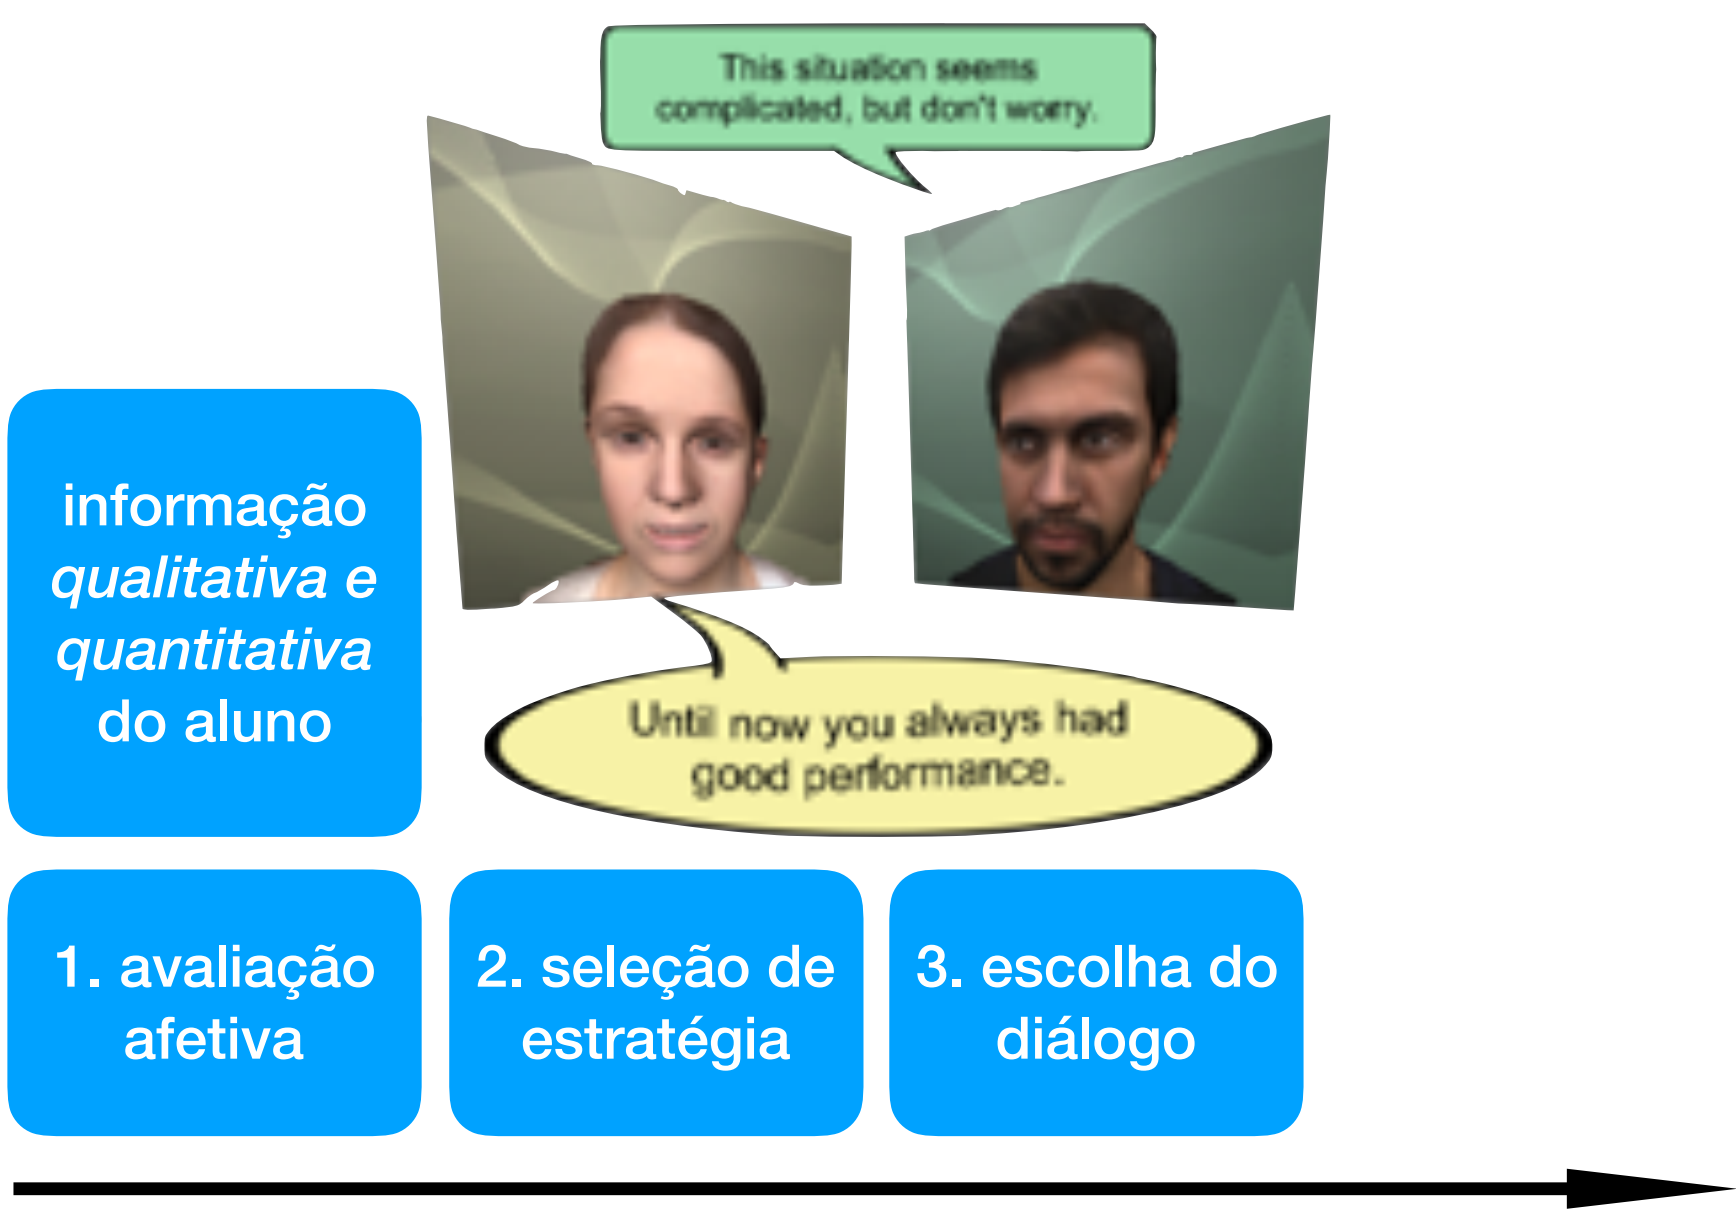 This situation seems
complicated, but don't worry.
informação
qualitativa e
quantitativa
do aluno
Until now you always had
good performance.
1. avaliação
afetiva
2. seleção de
estratégia
3. escolha do
diálogo